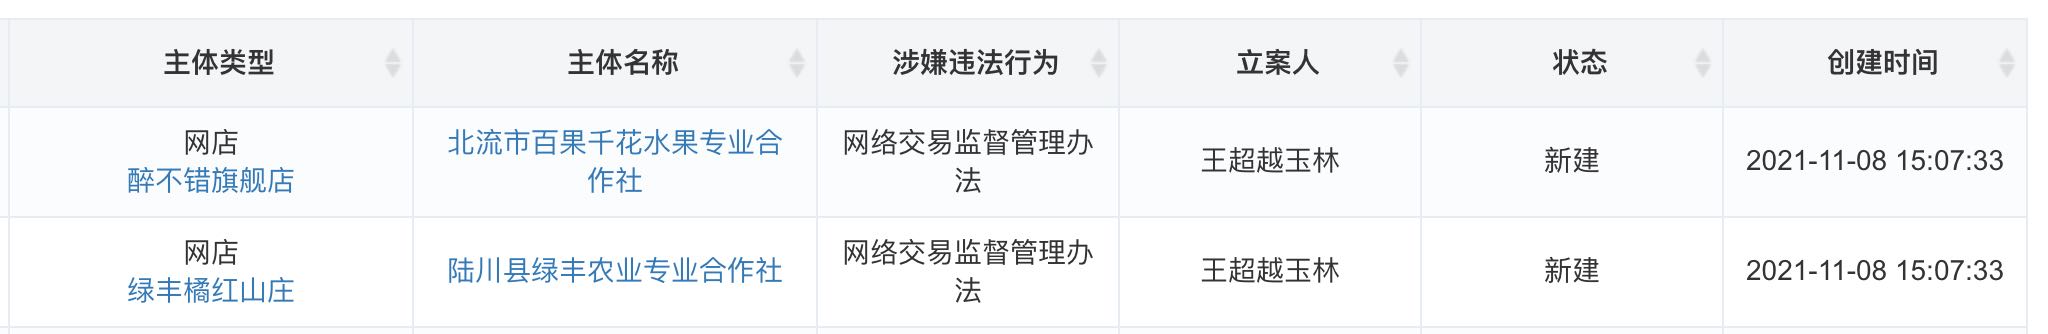 主体类型 主体名称 涉嫌违法行为 立案人 状态 创建时间
网店
醉不错旗舰店
北流市百果千花水果专业合
作社
网络交易监督管理办
法
王超越玉林
新建
2021-11-08 15:07:33
网店
绿丰橘红山庄
陆川县绿丰农业专业合作社
网络交易监督管理办
法
王超越玉林
新建
2021-11-08 15:07:33